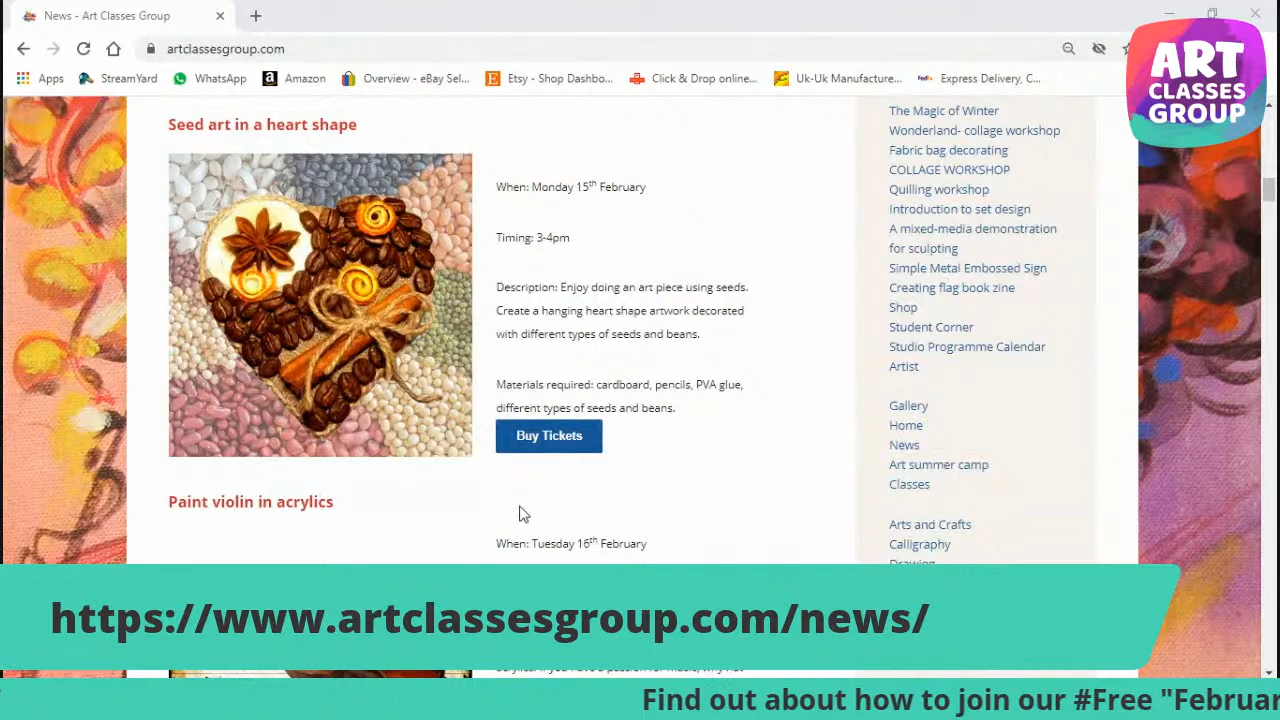 News - Art Classes Group
artclassesgroup.com
Apps
StreamYard
WhatsApp
Amazon
Overview - eBay Sel...
Etsy - Shop Dashbo...
Click & Drop online...
Uk-Uk Manufacture...
Express Delivery, C...
ART
CLASSES
GROUP
Seed art in a heart shape
When: Monday 15th February
Timing: 3-4pm
Description: Enjoy doing an art piece using seeds.
Create a hanging heart shape artwork decorated
with different types of seeds and beans.
Materials required: cardboard, pencils, PVA glue,
different types of seeds and beans.
Buy Tickets
Paint violin in acrylics
When: Tuesday 16th February
The Magic of Winter
Wonderland- collage workshop
Fabric bag decorating
COLLAGE WORKSHOP
Quilling workshop
Introduction to set design
A mixed-media demonstration
for sculpting
Simple Metal Embossed Sign
Creating flag book zine
Shop
Student Corner
Studio Programme Calendar
Artist
Gallery
Home
News
Art summer camp
Classes
Arts and Crafts
Calligraphy
Drawing
https://www.artclassesgroup.com/news/
Find out about how to join our #Free "Februar